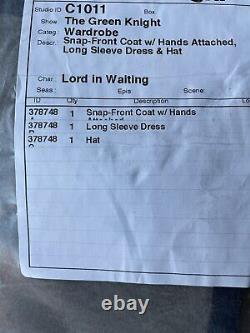 Studio ID C1011 Box
Show The Green Knight
Categ: Wardrobe
Descr.: Snap-Front Coat w/ Hands Attached,
Long Sleeve Dress & Hat
Char: Lord in Waiting
Seas: Epis Scene:
ID Qty Description
378748 1 Snap-Front Coat w/ Hands
378748 1 Long Sleeve Dress
378748 1 Hat
ebay